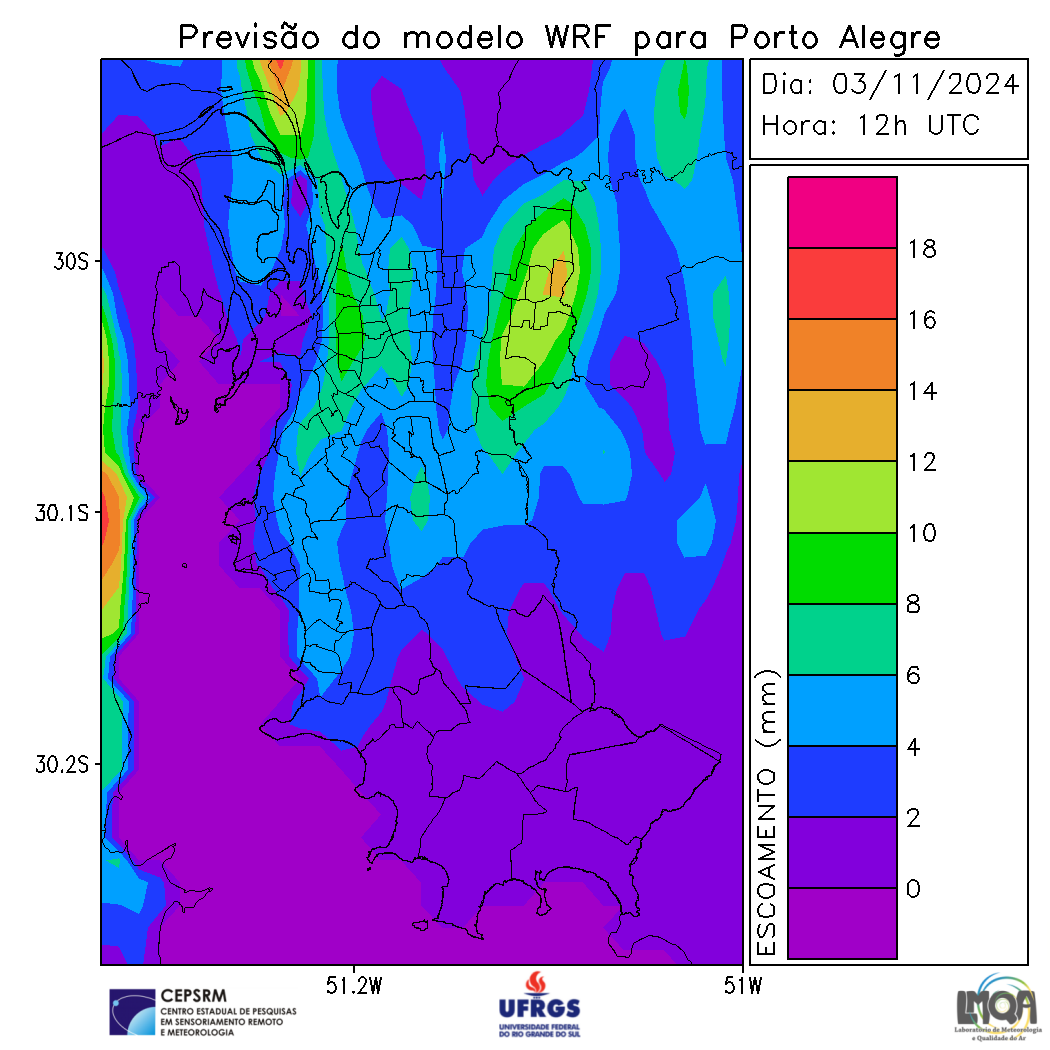 Previsão do modelo WRF para Porto Alegre
Dia: 03/11/2024
Hora: 12h UTC
30S
30.1S
30.2S
51.2W
51W
18
16
14
12
10
8
6
4
2
0
ESCOAMENTO (mm)
CEPSRM
CENTRO ESTADUAL DE PESQUISAS
EM SENSORIAMENTO REMOTO
E METEOROLOGIA
UFRGS
UNIVERSIDADE FEDERAL
DO RIO GRANDE DO SUL
LMQA
Laboratório de Meteorologia
e Qualidade do Ar